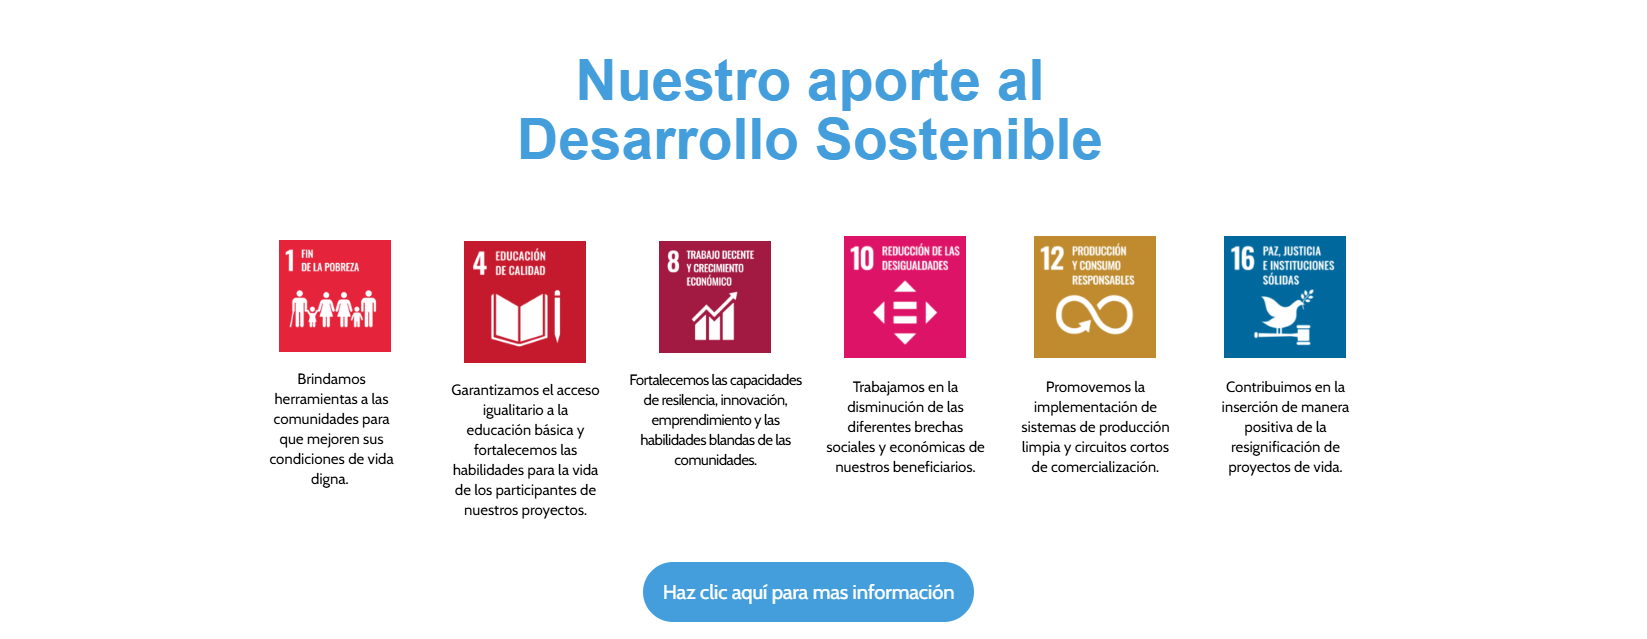 Nuestro aporte al
Desarrollo Sostenible
1 FIN
DE LA POBREZA
Brindamos
herramientas a las
comunidades para
que mejoren sus
condiciones de vida
digna.
4 EDUCACIÓN
DE CALIDAD
Garantizamos el acceso
igualitario a la
educación básica y
fortalecemos las
habilidades para la vida
de los participantes de
nuestros proyectos.
8 TRABAJO DECENTE
Y CRECIMIENTO
ECONÓMICO
Fortalecemos las capacidades
de resilencia, innovación,
emprendimiento y las
habilidades blandas de las
comunidades.
10 REDUCCIÓN DE LAS
DESIGUALDADES
Trabajamos en la
disminución de las
diferentes brechas
sociales y económicas de
nuestros beneficiarios.
12 PRODUCCIÓN
Y CONSUMO
RESPONSABLES
Promovemos la
implementación de
sistemas de producción
limpia y circuitos cortos
de comercialización.
16 PAZ, JUSTICIA
E INSTITUCIONES
SÓLIDAS
Contribuimos en la
inserción de manera
positiva de la
resignificación de
proyectos de vida.
Haz clic aquí para mas información